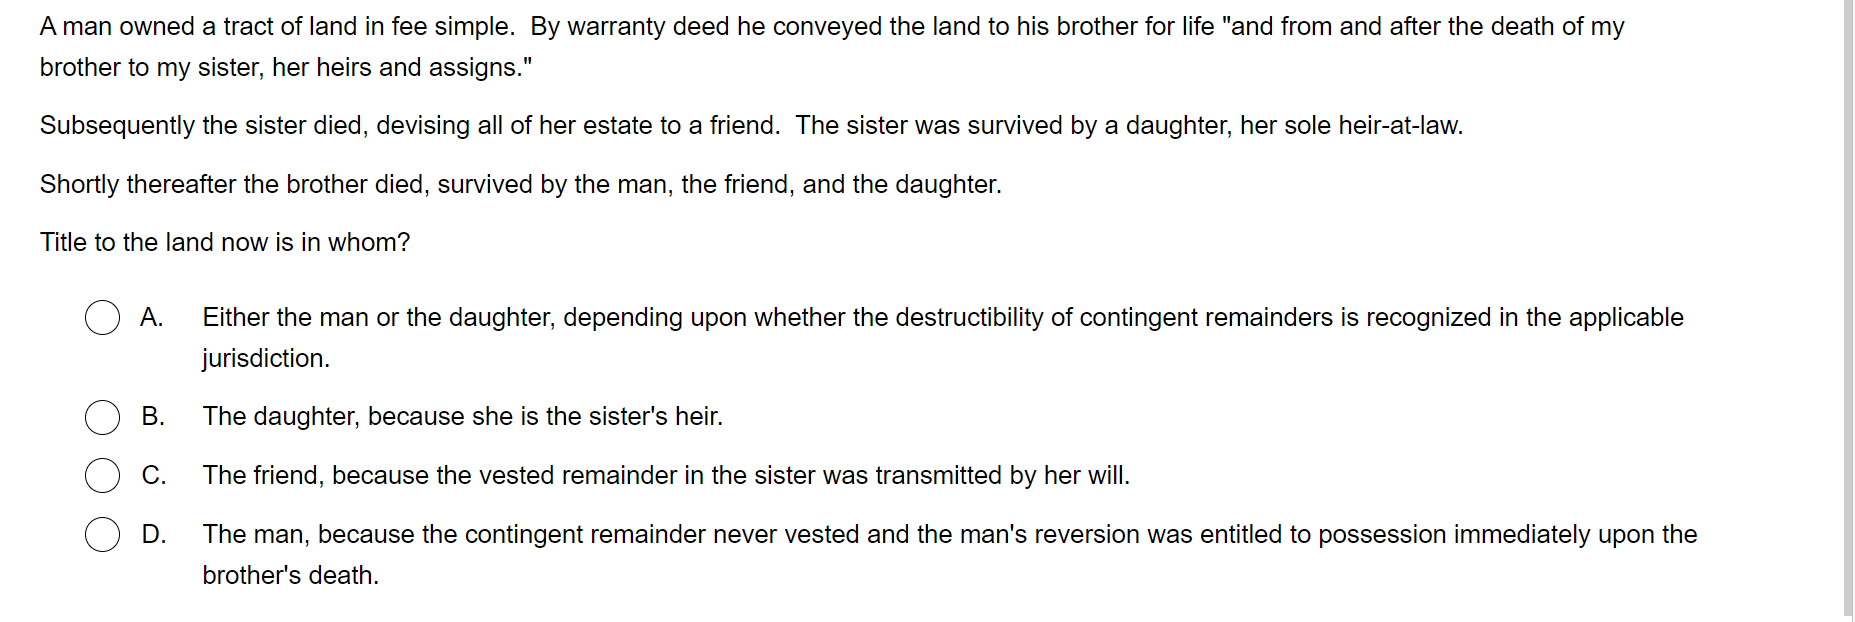 A man owned a tract of land in fee simple.  By warranty deed he conveyed the land to his brother for life "and from and after the death of my
brother to my sister, her heirs and assigns."
Subsequently the sister died, devising all of her estate to a friend.  The sister was survived by a daughter, her sole heir-at-law.
Shortly thereafter the brother died, survived by the man, the friend, and the daughter.
Title to the land now is in whom?
A. Either the man or the daughter, depending upon whether the destructibility of contingent remainders is recognized in the applicable
jurisdiction.
B. The daughter, because she is the sister's heir.
C. The friend, because the vested remainder in the sister was transmitted by her will.
D. The man, because the contingent remainder never vested and the man's reversion was entitled to possession immediately upon the
brother's death.